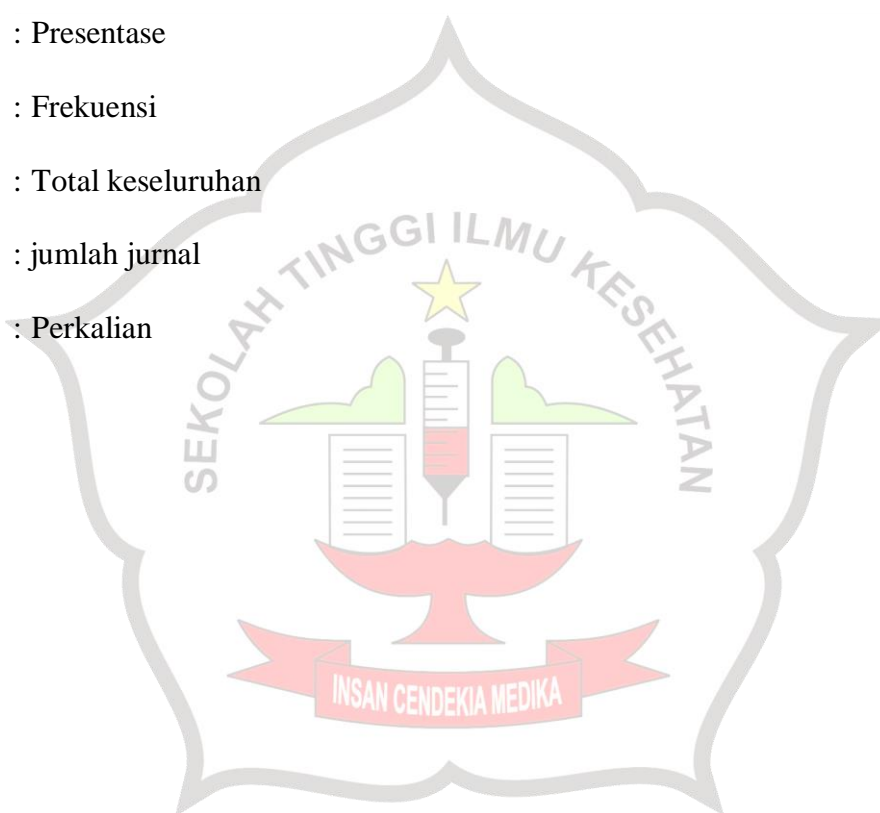 : Presentase
: Frekuensi
: Total keseluruhan
: jumlah jurnal
: Perkalian
SEKOLAH TINGGI ILMU KESEHATAN
INSAN CENDEKIA MEDIKA